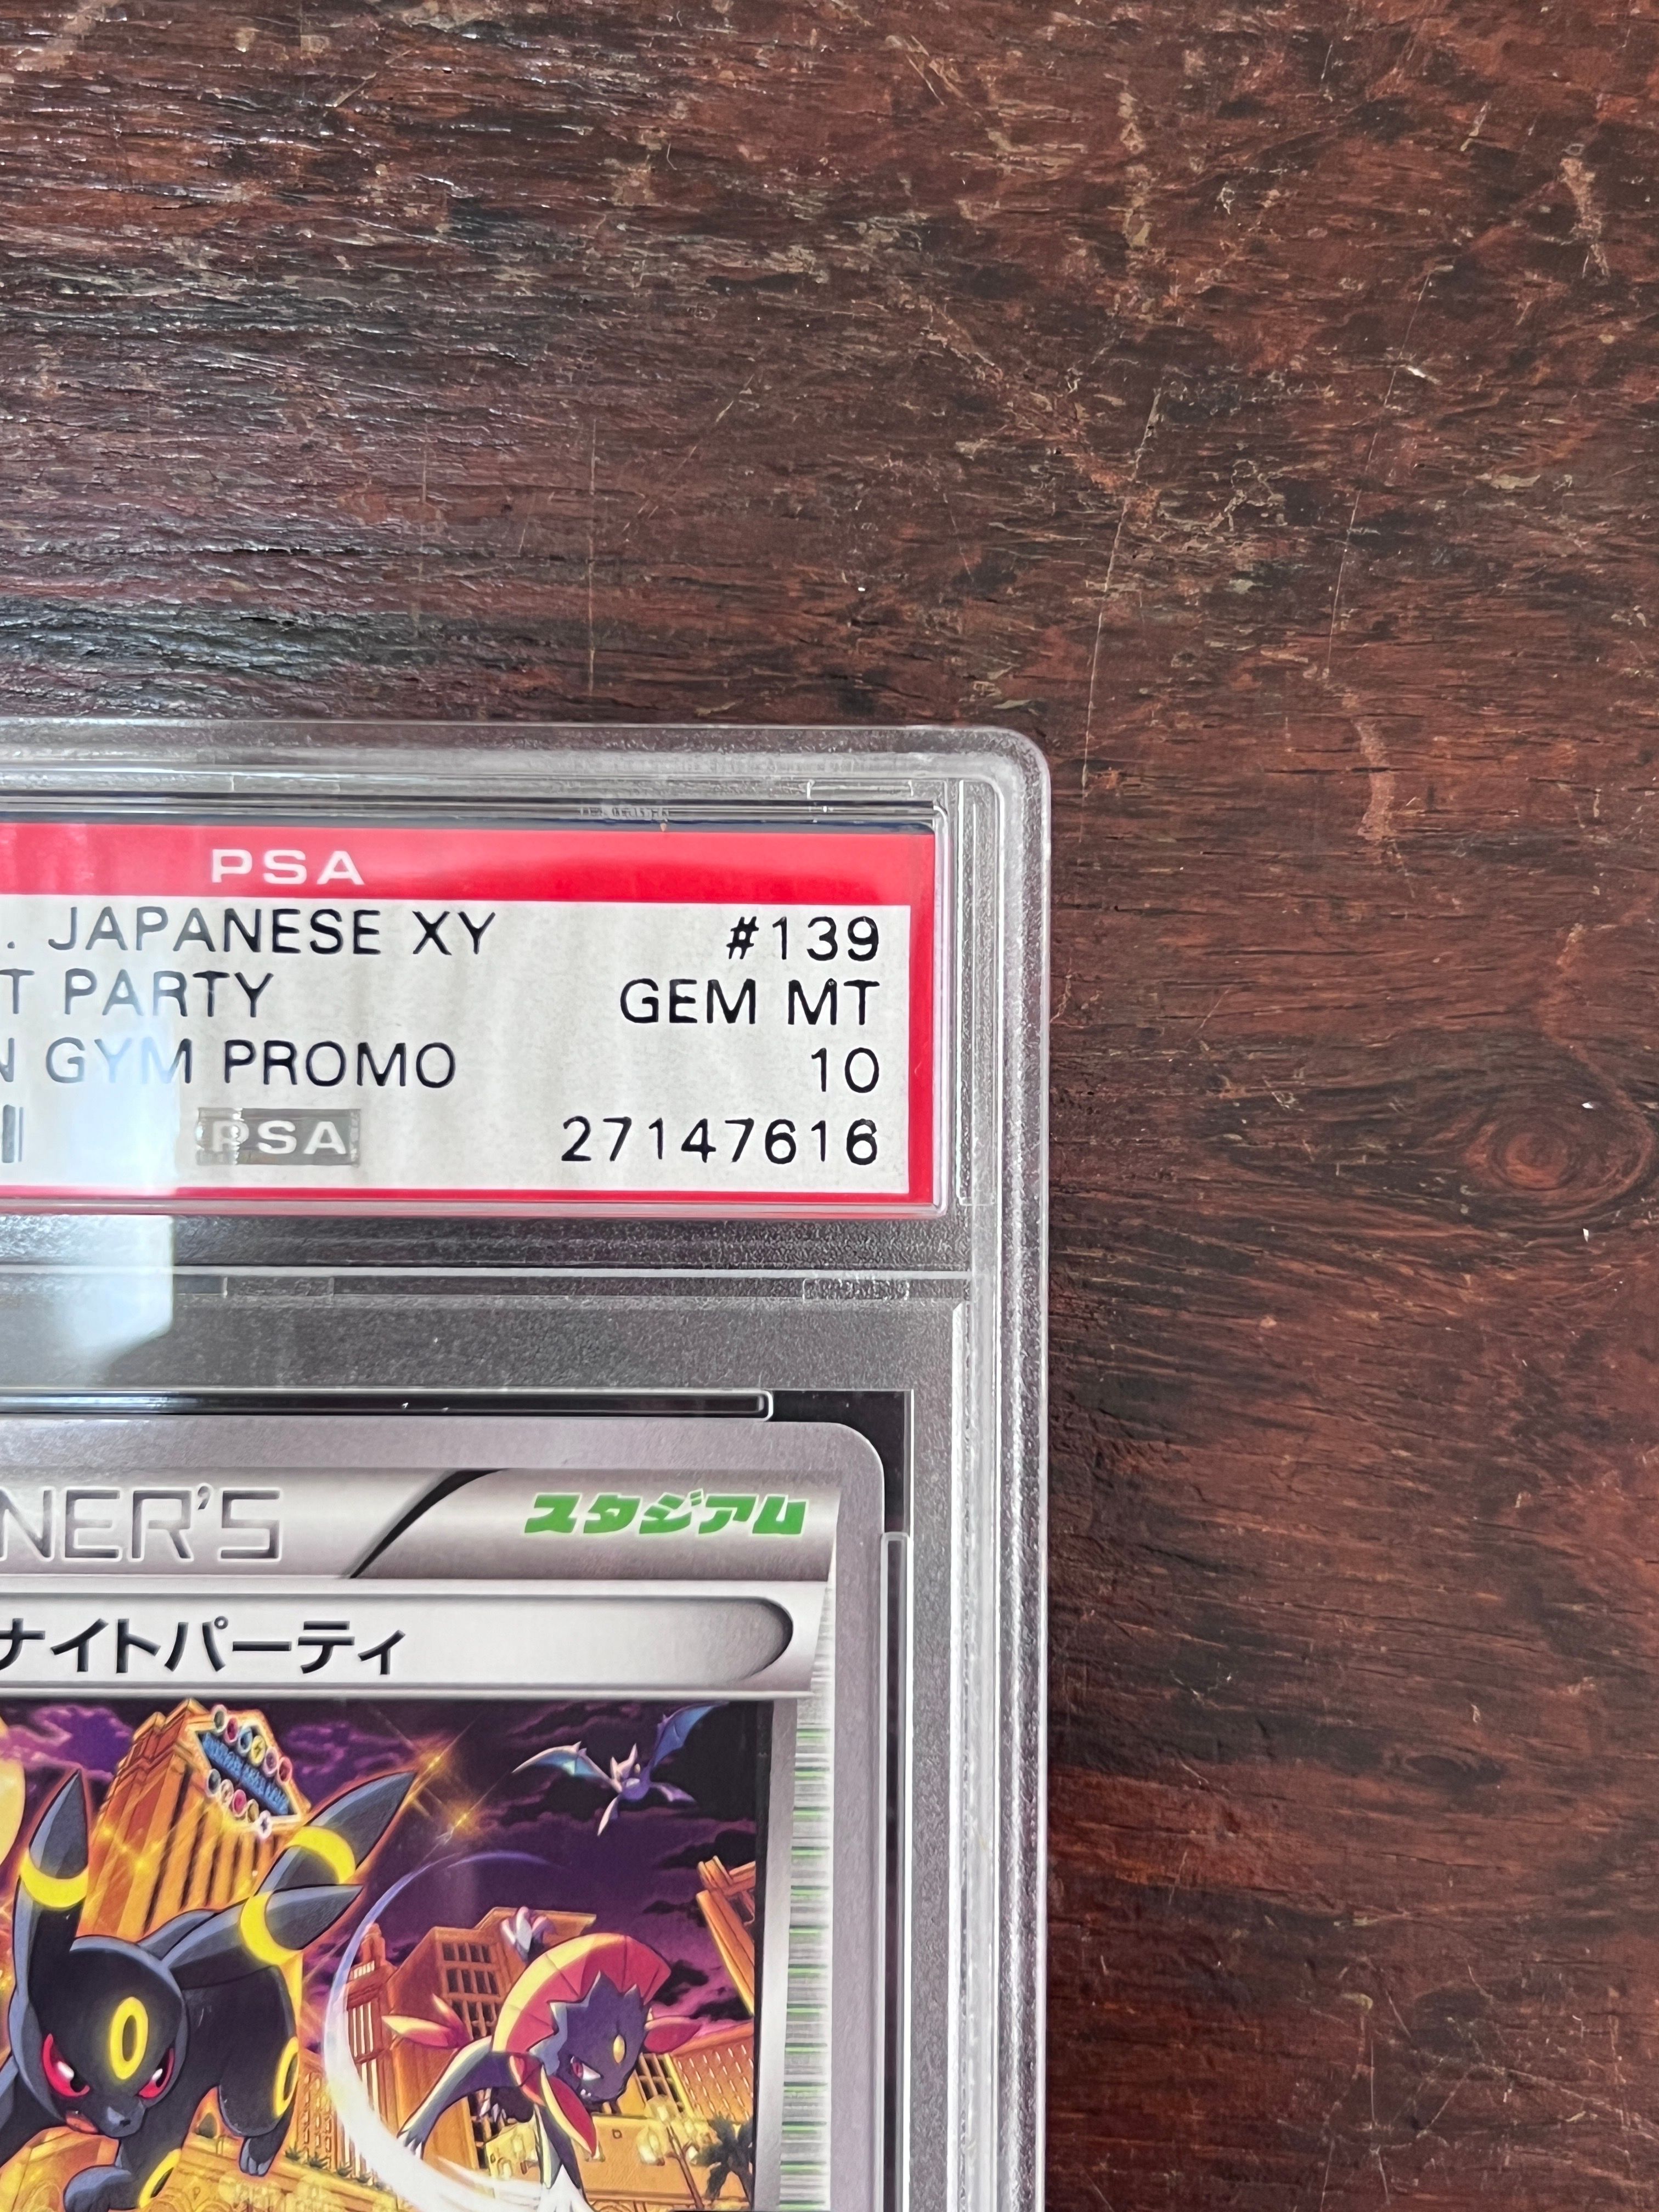 PSA
. JAPANESE XY #139
T PARTY GEM MT
N GYM PROMO 10
PSA 27147616
NER'S スタジアム
ナイトパーティ